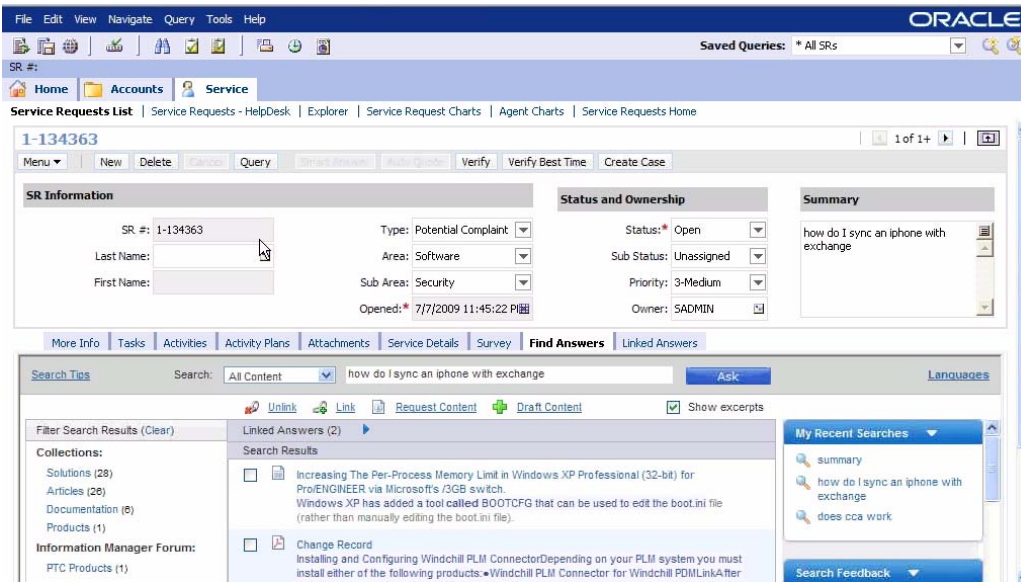 File Edit View Navigate Query Tools Help
ORACLE
Saved Queries: * All SRs
SR #:
Home Accounts Service
Service Requests List | Service Requests - HelpDesk | Explorer | Service Request Charts | Agent Charts | Service Requests Home
1-134363
1 of 1+
Menu New Delete Cancel Query Smart Answer Auto Quote Verify Verify Best Time Create Case
SR Information
Status and Ownership
Summary
SR #: 1-134363
Type: Potential Complaint
Status:* Open
how do I sync an iphone with
exchange
Last Name:
Area: Software
Sub Status: Unassigned
First Name:
Sub Area: Security
Priority: 3-Medium
Opened:* 7/7/2009 11:45:22 P
Owner: SADMIN
More Info Tasks Activities Activity Plans Attachments Service Details Survey Find Answers Linked Answers
Search Tips Search: All Content how do I sync an iphone with exchange Ask Languages
Unlink Link Request Content Draft Content Show excerpts
Filter Search Results (Clear)
Collections:
Solutions (28)
Articles (26)
Documentation (6)
Products (1)
Information Manager Forum:
PTC Products (1)
Linked Answers (2)
Search Results
Increasing The Per-Process Memory Limit in Windows XP Professional (32-bit) for
Pro/ENGINEER via Microsoft's /3GB switch.
Windows XP has added a tool called BOOTCFG that can be used to edit the boot.ini file
(rather than manually editing the boot.ini file).
Change Record
Installing and Configuring Windchill PLM ConnectorDepending on your PLM system you must
install either of the following products:•Windchill PLM Connector for Windchill PDMLinkAfter
My Recent Searches
summary
how do I sync an iphone with
exchange
does cca work
Search Feedback